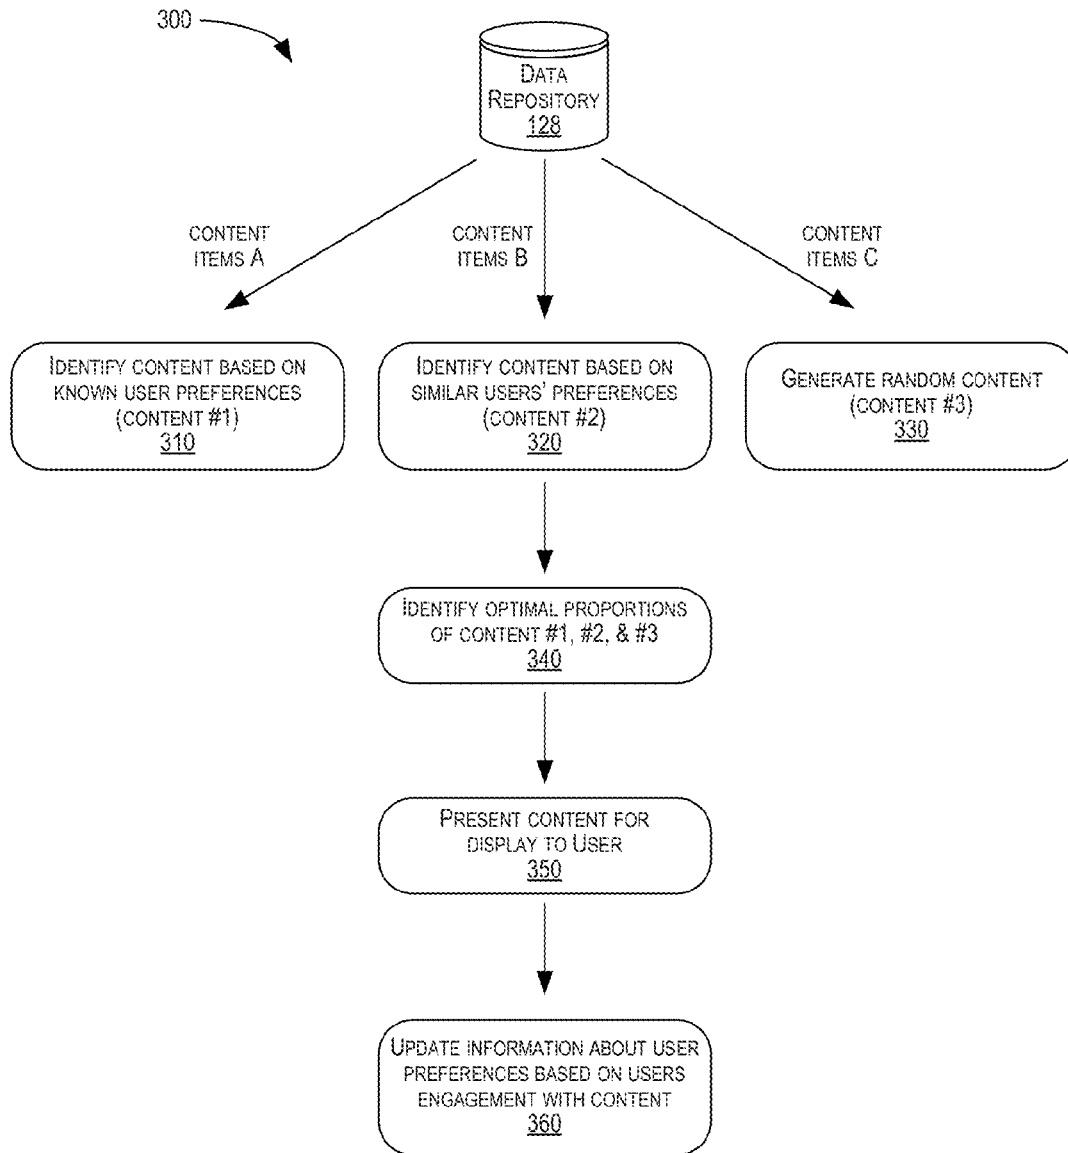 300
DATA
REPOSITORY
128
CONTENT
ITEMS A
CONTENT
ITEMS B
CONTENT
ITEMS C
IDENTIFY CONTENT BASED ON
KNOWN USER PREFERENCES
(CONTENT #1)
310
IDENTIFY CONTENT BASED ON
SIMILAR USERS' PREFERENCES
(CONTENT #2)
320
GENERATE RANDOM CONTENT
(CONTENT #3)
330
IDENTIFY OPTIMAL PROPORTIONS
OF CONTENT #1, #2, & #3
340
PRESENT CONTENT FOR
DISPLAY TO USER
350
UPDATE INFORMATION ABOUT USER
PREFERENCES BASED ON USERS
ENGAGEMENT WITH CONTENT
360